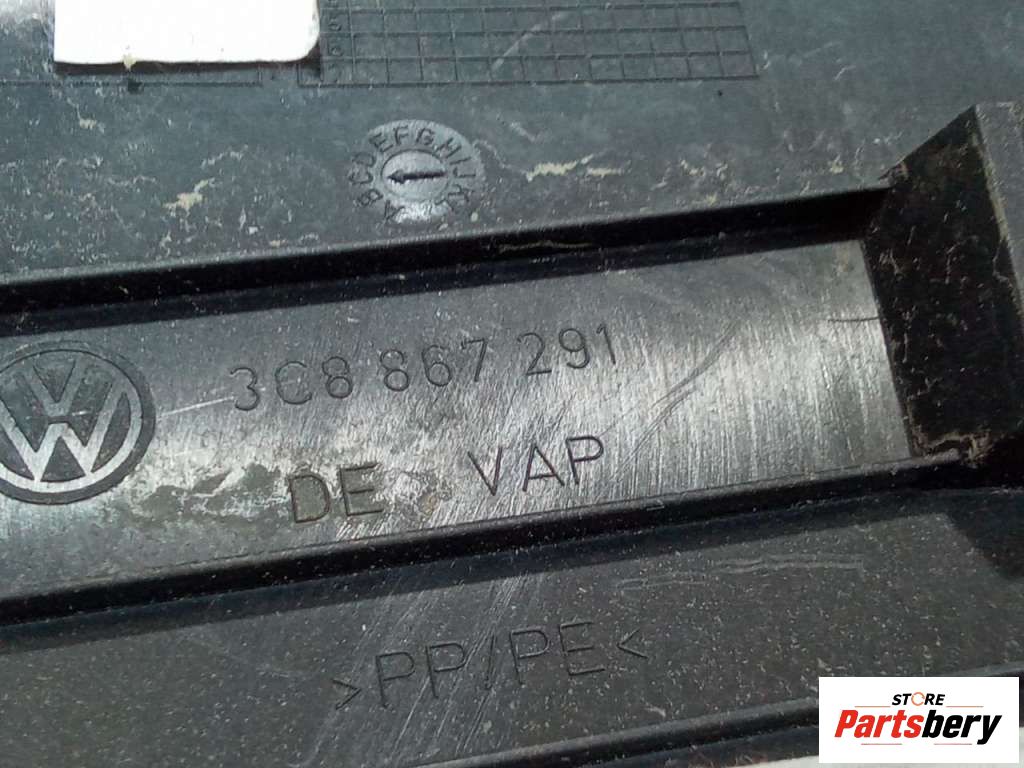 ABCDEFGHIJKL
3C8 867 291
DE VAP
>PP/PE<
STORE
Partsbery